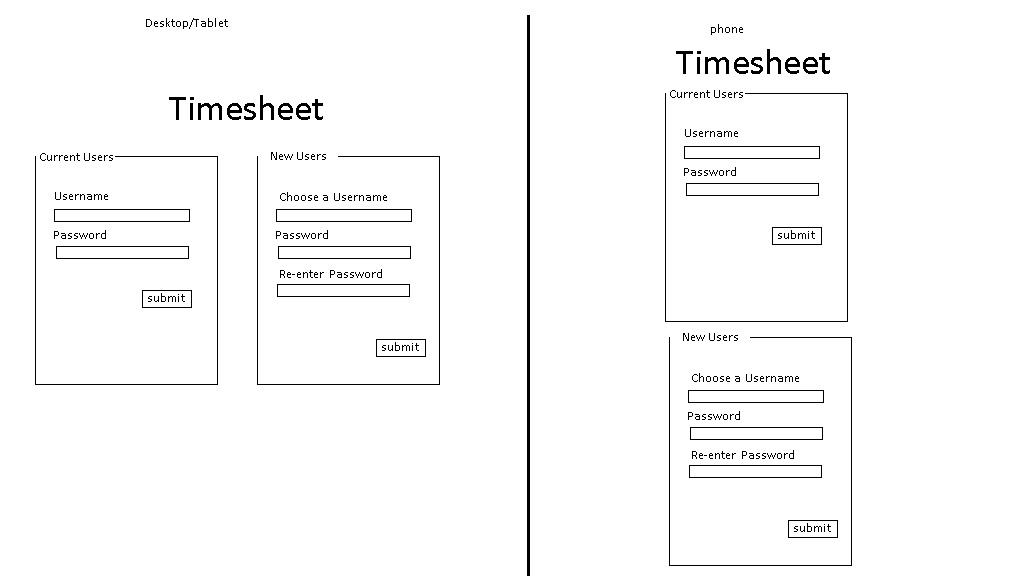 Desktop/Tablet
Timesheet
Current Users
Username
Password
submit
New Users
Choose a Username
Password
Re-enter Password
submit
phone
Timesheet
Current Users
Username
Password
submit
New Users
Choose a Username
Password
Re-enter Password
submit